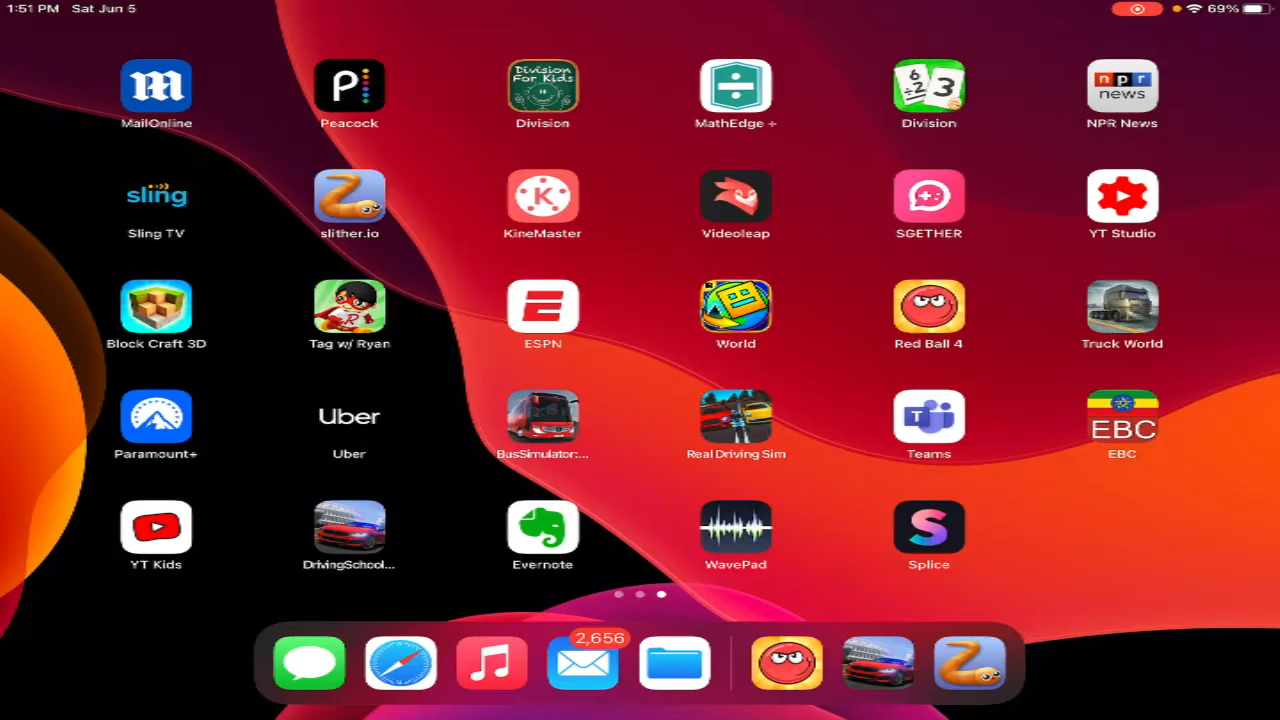 1:51 PM Sat Jun 5
69%
MailOnline
Peacock
Division For Kids
Division
MathEdge +
6 ÷2 3
Division
npr news
NPR News
sling
Sling TV
slither.io
K
KineMaster
Videoleap
SGETHER
YT Studio
Block Craft 3D
R
Tag w/ Ryan
ESPN
World
Red Ball 4
Truck World
Paramount+
Uber
Uber
BusSimulator:...
Real Driving Sim
T
Teams
EBC
EBC
YT Kids
DrivingSchool...
Evernote
WavePad
S
Splice
2,656